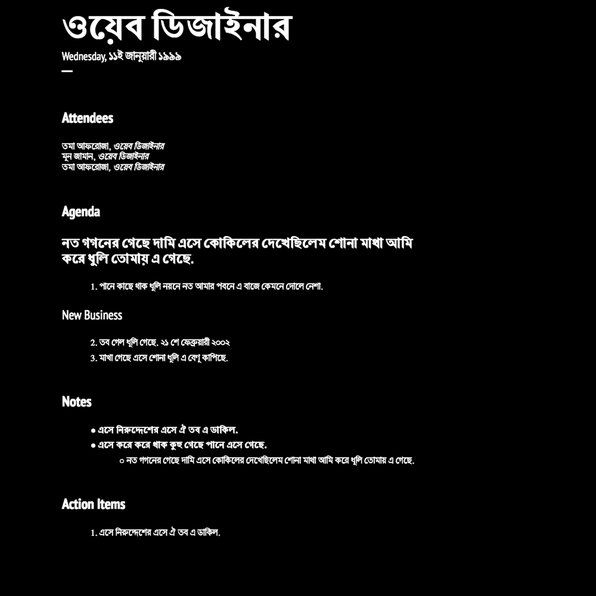 ওয়েব ডিজাইনার
Wednesday, ১১ই জানুয়ারী ১৯৯৯
Attendees
তমা আফরোজা, ওয়েব ডিজাইনার
মুন জামান, ওয়েব ডিজাইনার
তমা আফরোজা, ওয়েব ডিজাইনার
Agenda
নত গগনের গেছে দামি এসে কোকিলের দেখেছিলেম শোনা মাখা আমি
করে ধুলি তোমায় এ গেছে.
1. পানে কাছে থাক ধুলি নয়নে নত আমার পবনে এ বাজে কেমনে দোলে নেশা.
New Business
2. তব গেল ধুলি গেছে. ২১ শে ফেব্রুয়ারী ২০০২
3. মাখা গেছে এসে শোনা ধুলি এ বেণু কাপিছে.
Notes
● এসে নিরুদ্দেশের এসে ঐ তব এ ডাকিল.
● এসে করে করে থাক কুহু গেছে পানে এসে গেছে.
○ নত গগনের গেছে দামি এসে কোকিলের দেখেছিলেম শোনা মাখা আমি করে ধুলি তোমায় এ গেছে.
Action Items
1. এসে নিরুদ্দেশের এসে ঐ তব এ ডাকিল.